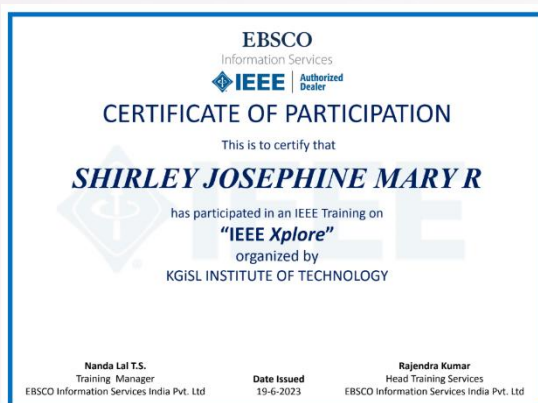 EBSCO
Information Services
IEEE Authorized Dealer
CERTIFICATE OF PARTICIPATION
This is to certify that
SHIRLEY JOSEPHINE MARY R
has participated in an IEEE Training on
“IEEE Xplore”
organized by
KGiSL INSTITUTE OF TECHNOLOGY
Nanda Lal T.S.
Training Manager
EBSCO Information Services India Pvt. Ltd
Date Issued
19-6-2023
Rajendra Kumar
Head Training Services
EBSCO Information Services India Pvt. Ltd